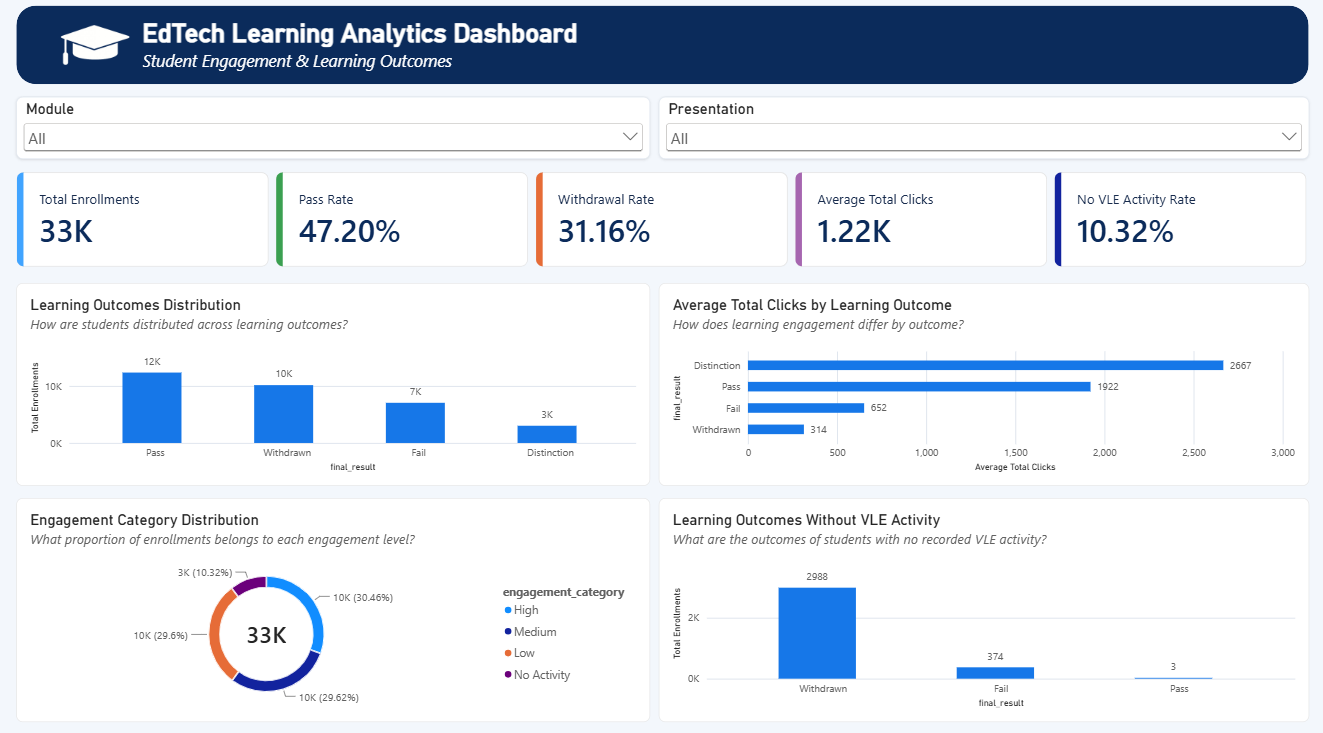 EdTech Learning Analytics Dashboard
Student Engagement & Learning Outcomes
Module
All
Presentation
All
Total Enrollments
33K
Pass Rate
47.20%
Withdrawal Rate
31.16%
Average Total Clicks
1.22K
No VLE Activity Rate
10.32%
Learning Outcomes Distribution
How are students distributed across learning outcomes?
Total Enrollments
10K
0K
12K
10K
7K
3K
Pass
Withdrawn
Fail
Distinction
final_result
Average Total Clicks by Learning Outcome
How does learning engagement differ by outcome?
final_result
Distinction
2667
Pass
1922
Fail
652
Withdrawn
314
0
500
1,000
1,500
2,000
2,500
3,000
Average Total Clicks
Engagement Category Distribution
What proportion of enrollments belongs to each engagement level?
3K (10.32%)
10K (30.46%)
10K (29.6%)
33K
10K (29.62%)
engagement_category
High
Medium
Low
No Activity
Learning Outcomes Without VLE Activity
What are the outcomes of students with no recorded VLE activity?
Total Enrollments
2K
0K
2988
374
3
Withdrawn
Fail
Pass
final_result